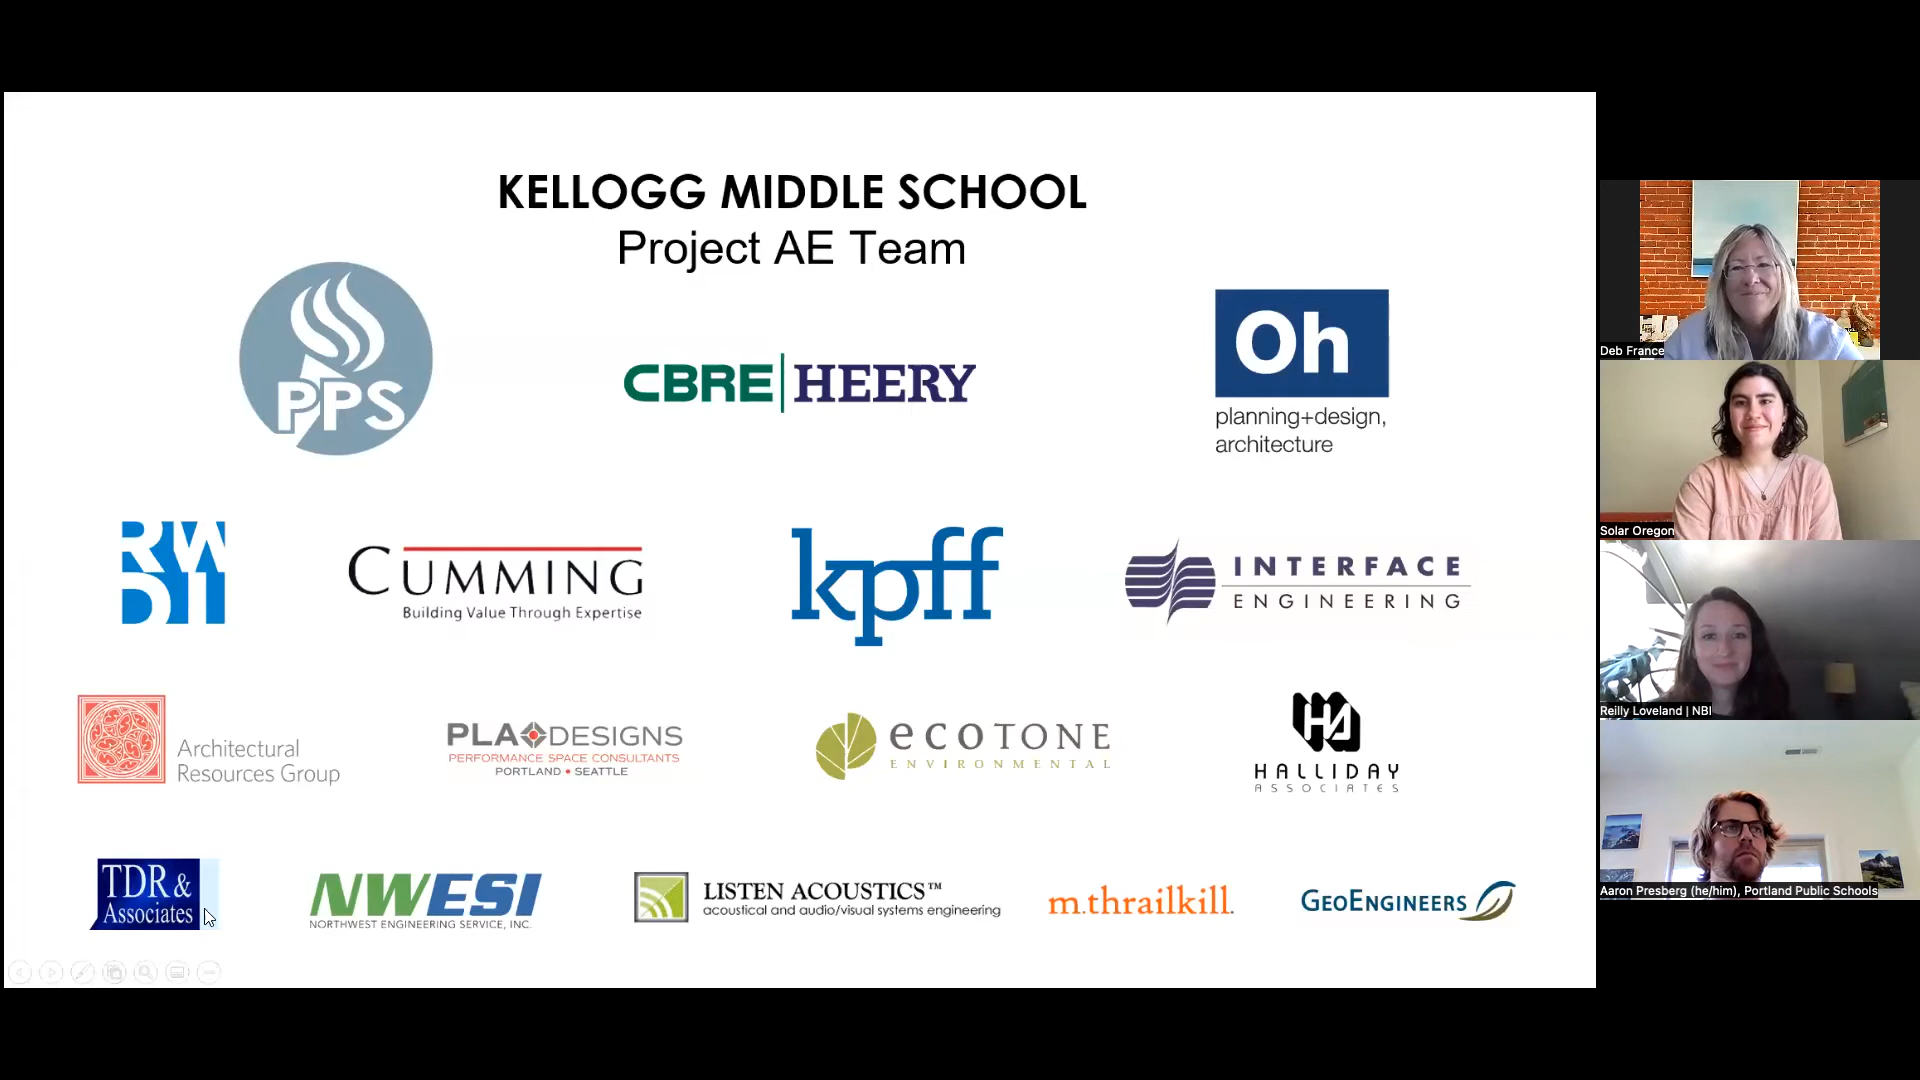 KELLOGG MIDDLE SCHOOL
Project AE Team
PPS
CBRE|HEERY
Oh
planning+design,
architecture
RWDI
CUMMING
Building Value Through Expertise
kpff
INTERFACE
ENGINEERING
Architectural
Resources Group
PLA DESIGNS
PERFORMANCE SPACE CONSULTANTS
PORTLAND • SEATTLE
ecoTONE
ENVIRONMENTAL
HA
HALLIDAY
ASSOCIATES
TDR &
Associates
NWESI
NORTHWEST ENGINEERING SERVICE, INC.
LISTEN ACOUSTICS™
acoustical and audio/visual systems engineering
m.thrailkill.
GEOENGINEERS
Deb France
Solar Oregon
Reilly Loveland | NBI
Aaron Presberg (he/him), Portland Public Schools